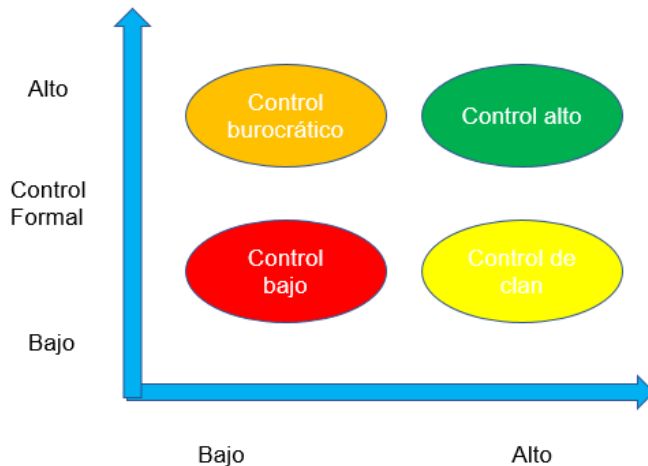 Alto
Control
burocrático
Control alto
Control
Formal
Control
bajo
Control de
clan
Bajo
Bajo
Alto